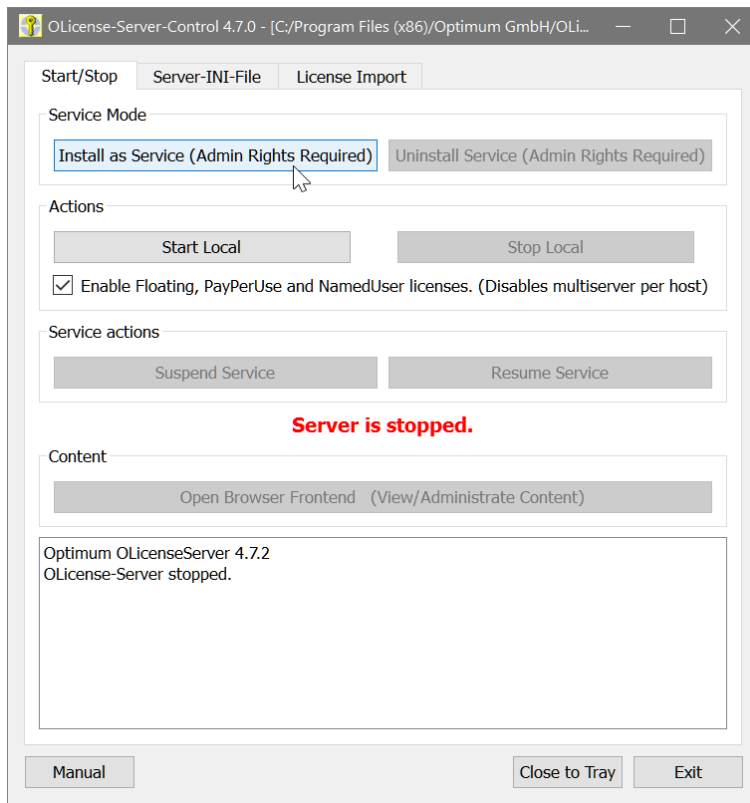 OLicense-Server-Control 4.7.0 - [C:/Program Files (x86)/Optimum GmbH/OLi...
Start/Stop Server-INI-File License Import
Service Mode
Install as Service (Admin Rights Required) Uninstall Service (Admin Rights Required)
Actions
Start Local Stop Local
Enable Floating, PayPerUse and NamedUser licenses. (Disables multiserver per host)
Service actions
Suspend Service Resume Service
Server is stopped.
Content
Open Browser Frontend (View/Administrate Content)
Optimum OLicenseServer 4.7.2
OLicense-Server stopped.
Manual Close to Tray Exit